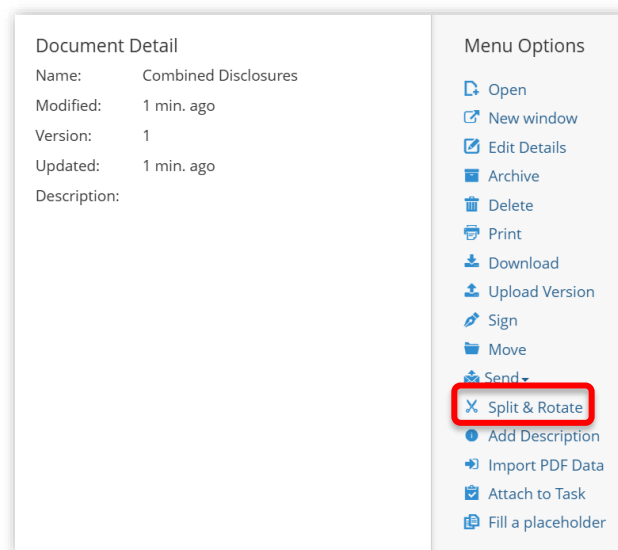 Document Detail
Name: Combined Disclosures
Modified: 1 min. ago
Version: 1
Updated: 1 min. ago
Description:
Menu Options
Open
New window
Edit Details
Archive
Delete
Print
Download
Upload Version
Sign
Move
Send
Split & Rotate
Add Description
Import PDF Data
Attach to Task
Fill a placeholder